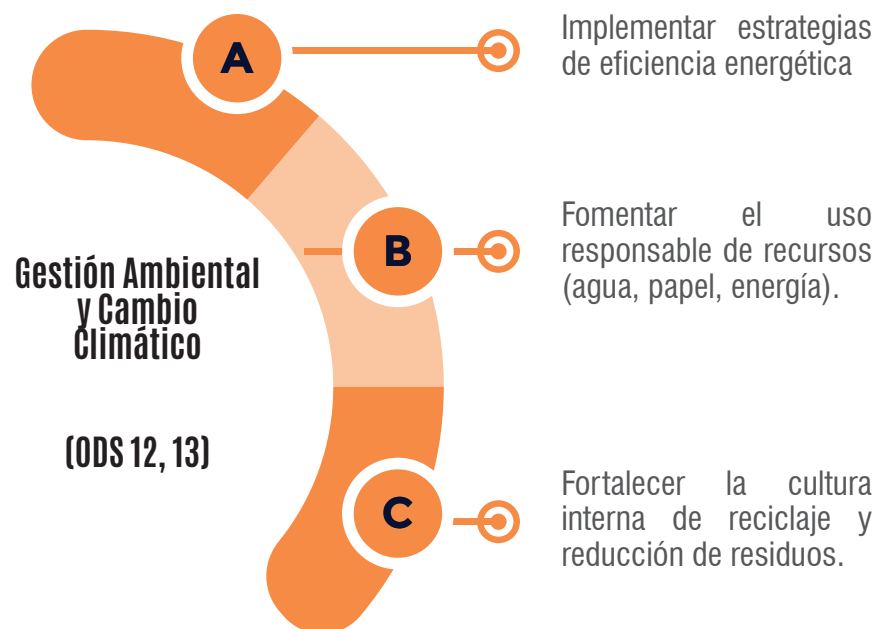 A
Implementar estrategias
de eficiencia energética
B
Fomentar el uso
responsable de recursos
(agua, papel, energía).
Gestión Ambiental
y Cambio
Climático
(ODS 12, 13)
C
Fortalecer la cultura
interna de reciclaje y
reducción de residuos.